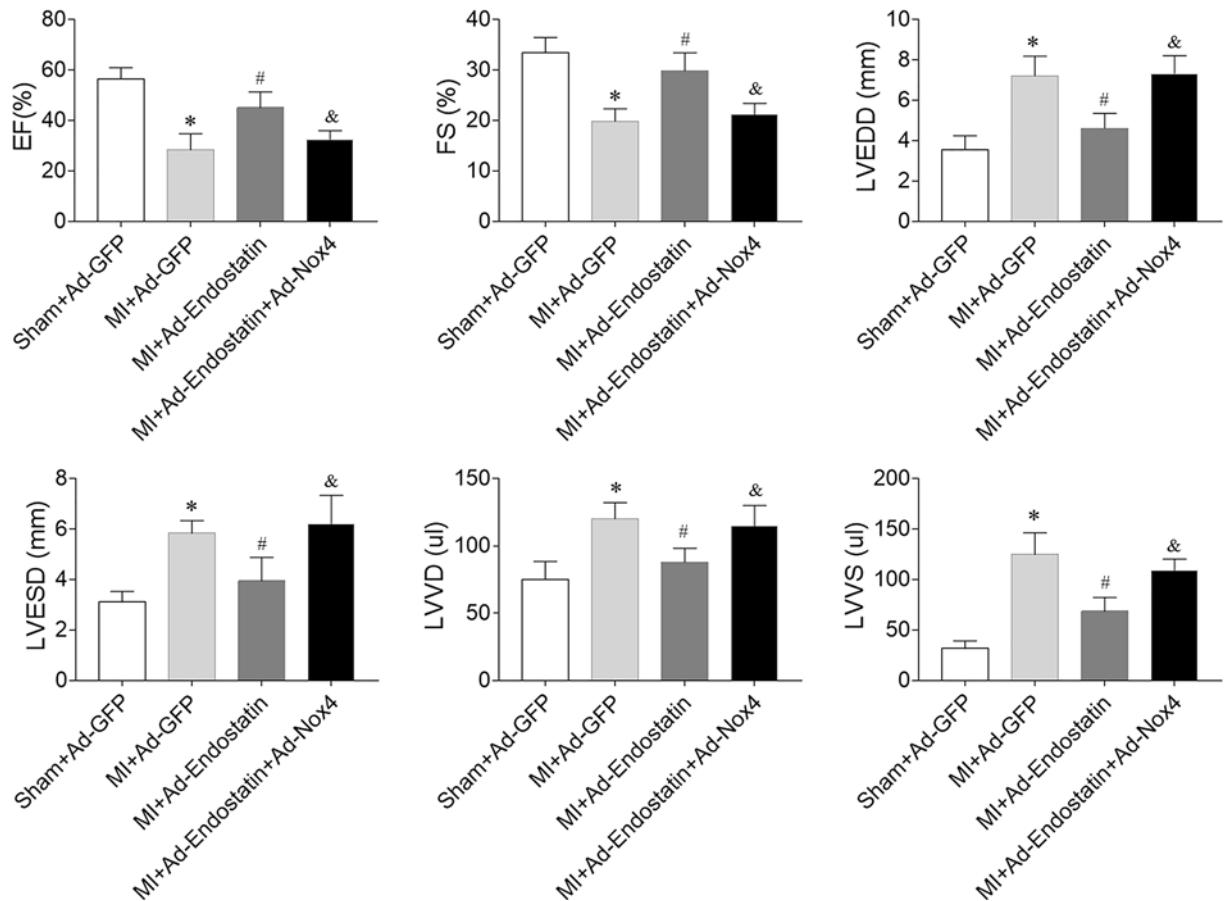 EF(%)
80
60
40
20
0
*
#
&
Sham+Ad-GFP
MI+Ad-GFP
MI+Ad-Endostatin
MI+Ad-Endostatin+Ad-Nox4
FS (%)
40
30
20
10
0
*
#
&
Sham+Ad-GFP
MI+Ad-GFP
MI+Ad-Endostatin
MI+Ad-Endostatin+Ad-Nox4
LVEDD (mm)
10
8
6
4
2
0
*
#
&
Sham+Ad-GFP
MI+Ad-GFP
MI+Ad-Endostatin
MI+Ad-Endostatin+Ad-Nox4
LVESD (mm)
8
6
4
2
0
*
#
&
Sham+Ad-GFP
MI+Ad-GFP
MI+Ad-Endostatin
MI+Ad-Endostatin+Ad-Nox4
LVVD (ul)
150
100
50
0
*
#
&
Sham+Ad-GFP
MI+Ad-GFP
MI+Ad-Endostatin
MI+Ad-Endostatin+Ad-Nox4
LVVS (ul)
200
150
100
50
0
*
#
&
Sham+Ad-GFP
MI+Ad-GFP
MI+Ad-Endostatin
MI+Ad-Endostatin+Ad-Nox4